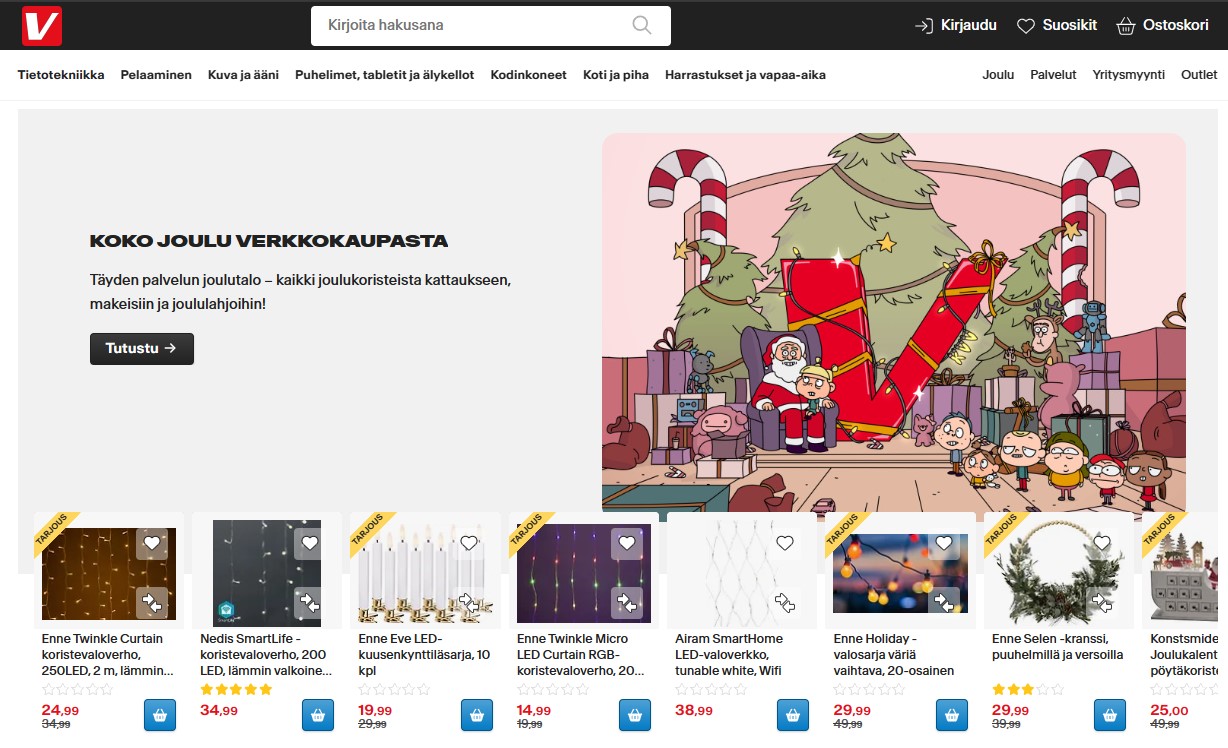 V
Kirjoita hakusana
Kirjaudu
Suosikit
Ostoskori
Tietotekniikka
Pelaaminen
Kuva ja ääni
Puhelimet, tabletit ja älykellot
Kodinkoneet
Koti ja piha
Harrastukset ja vapaa-aika
Joulu
Palvelut
Yritysmyynti
Outlet
KOKO JOULU VERKKOKAUPASTA
Täyden palvelun joulutalo – kaikki joulukoristeista kattaukseen,
makeisiin ja joululahjoihin!
Tutustu →
TARJOUS
Enne Twinkle Curtain
koristevaloverho,
250LED, 2 m, lämmin...
24,99
34,99
Nedis SmartLife -
koristevaloverho, 200
LED, lämmin valkoine...
34,99
TARJOUS
Enne Eve LED-
kuusenkynttiläsarja, 10
kpl
19,99
29,99
TARJOUS
Enne Twinkle Micro
LED Curtain RGB-
koristevaloverho, 20...
14,99
19,99
Airam SmartHome
LED-valoverkko,
tunable white, Wifi
38,99
TARJOUS
Enne Holiday -
valosarja väriä
vaihtava, 20-osainen
29,99
49,99
TARJOUS
Enne Selen -kranssi,
puuhelmillä ja versoilla
29,99
39,99
TARJOUS
Konstsmide
Joulukalent
pöytäkoriste
25,00
49,99